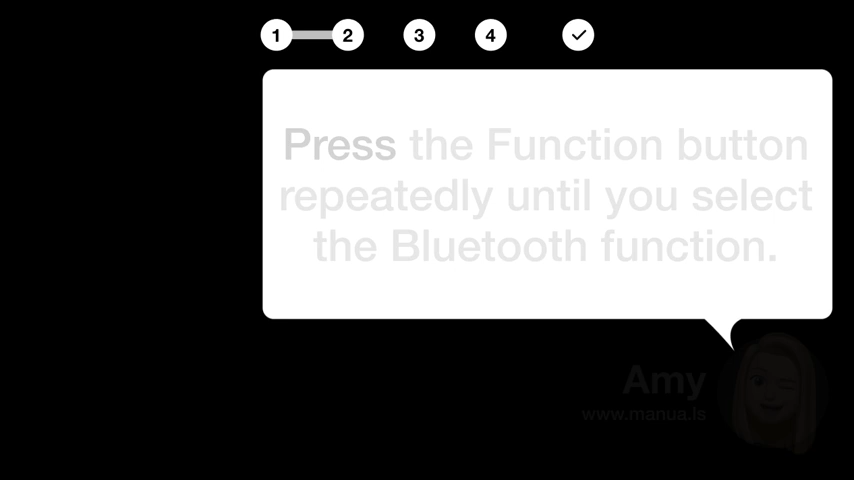 1 2 3 4
Press the Function button
repeatedly until you select
the Bluetooth function.
Amy
www.manua.ls